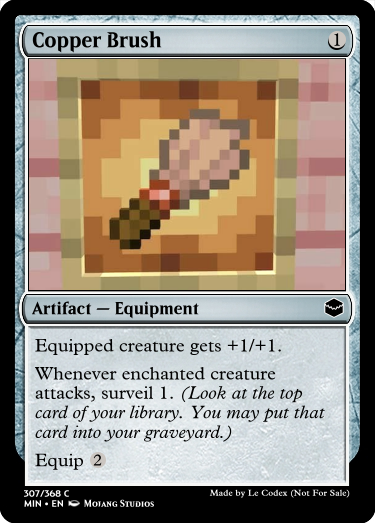 Copper Brush 1
Artifact — Equipment
Equipped creature gets +1/+1.
Whenever enchanted creature
attacks, surveil 1. (Look at the top
card of your library. You may put that
card into your graveyard.)
Equip 2
307/368 C Made by Le Codex (Not For Sale)
MIN • EN Mojang Studios